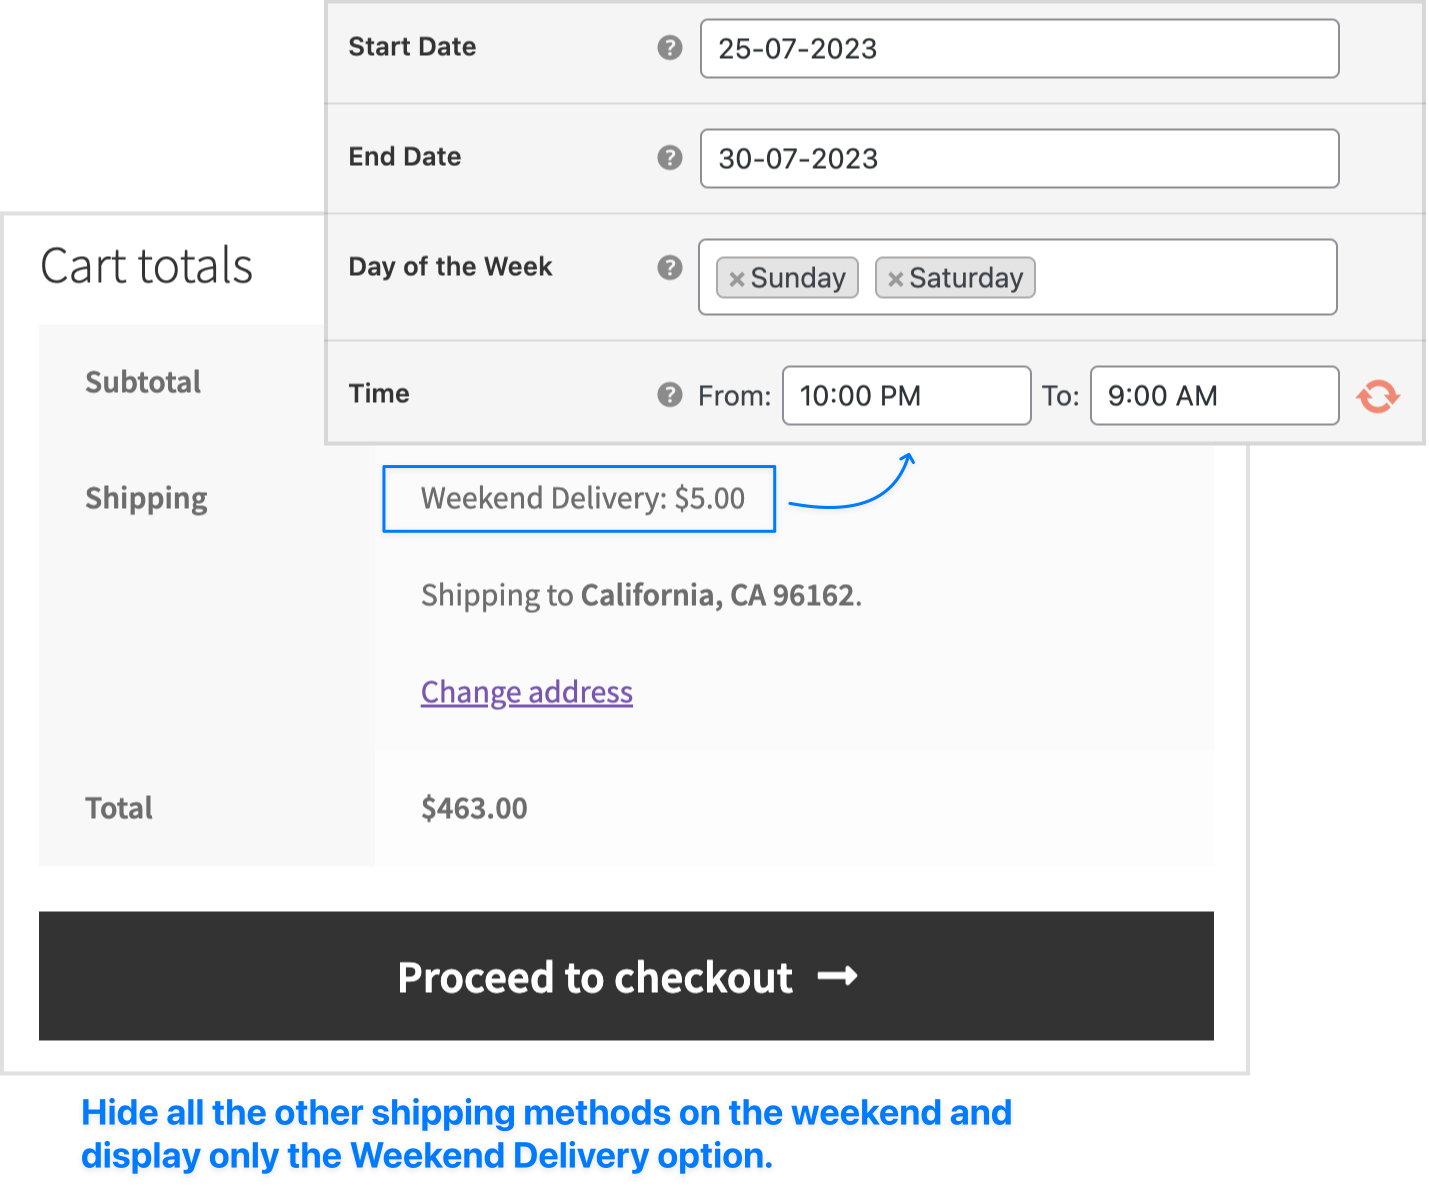 Start Date ? 25-07-2023
End Date ? 30-07-2023
Day of the Week ? × Sunday × Saturday
Time ? From: 10:00 PM To: 9:00 AM
Cart totals
Subtotal
Shipping Weekend Delivery: $5.00
Shipping to California, CA 96162.
Change address
Total $463.00
Proceed to checkout →
Hide all the other shipping methods on the weekend and
display only the Weekend Delivery option.